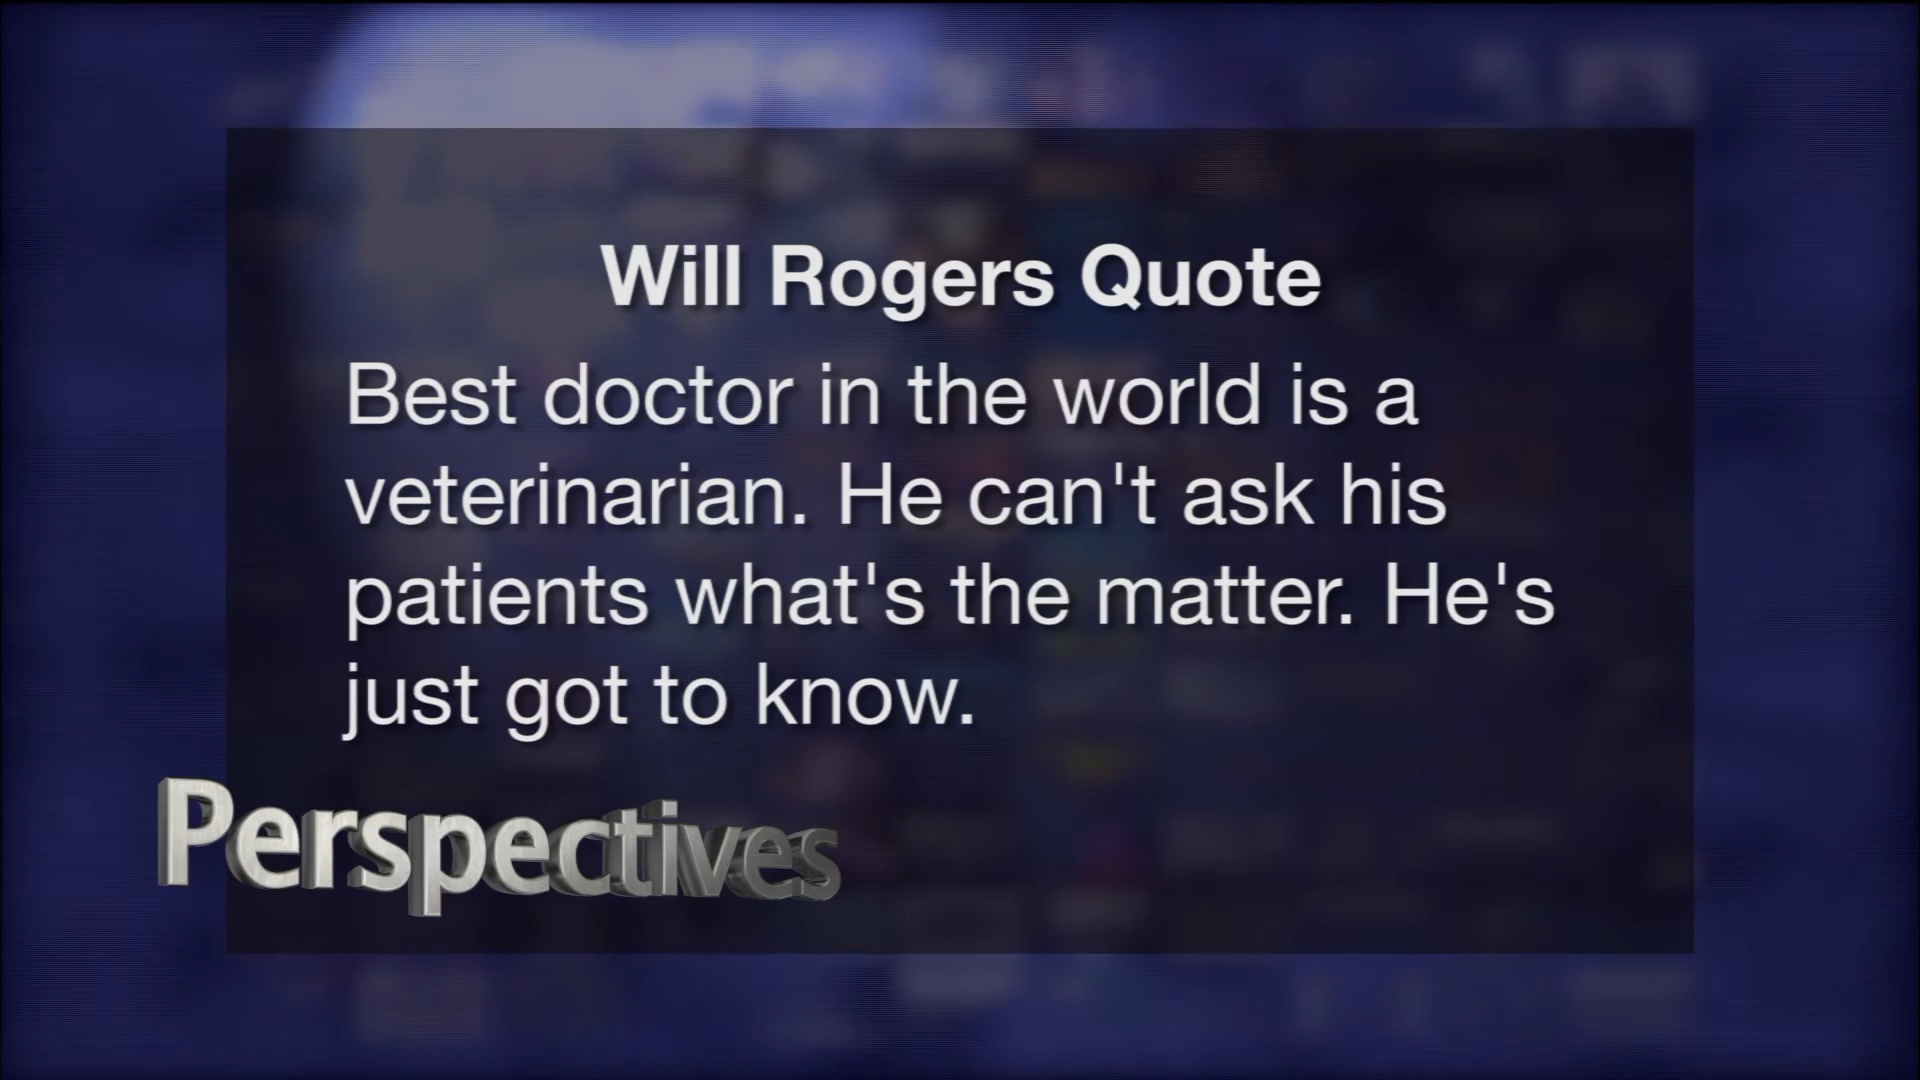 Will Rogers Quote
Best doctor in the world is a
veterinarian. He can't ask his
patients what's the matter. He's
just got to know.
Perspectives